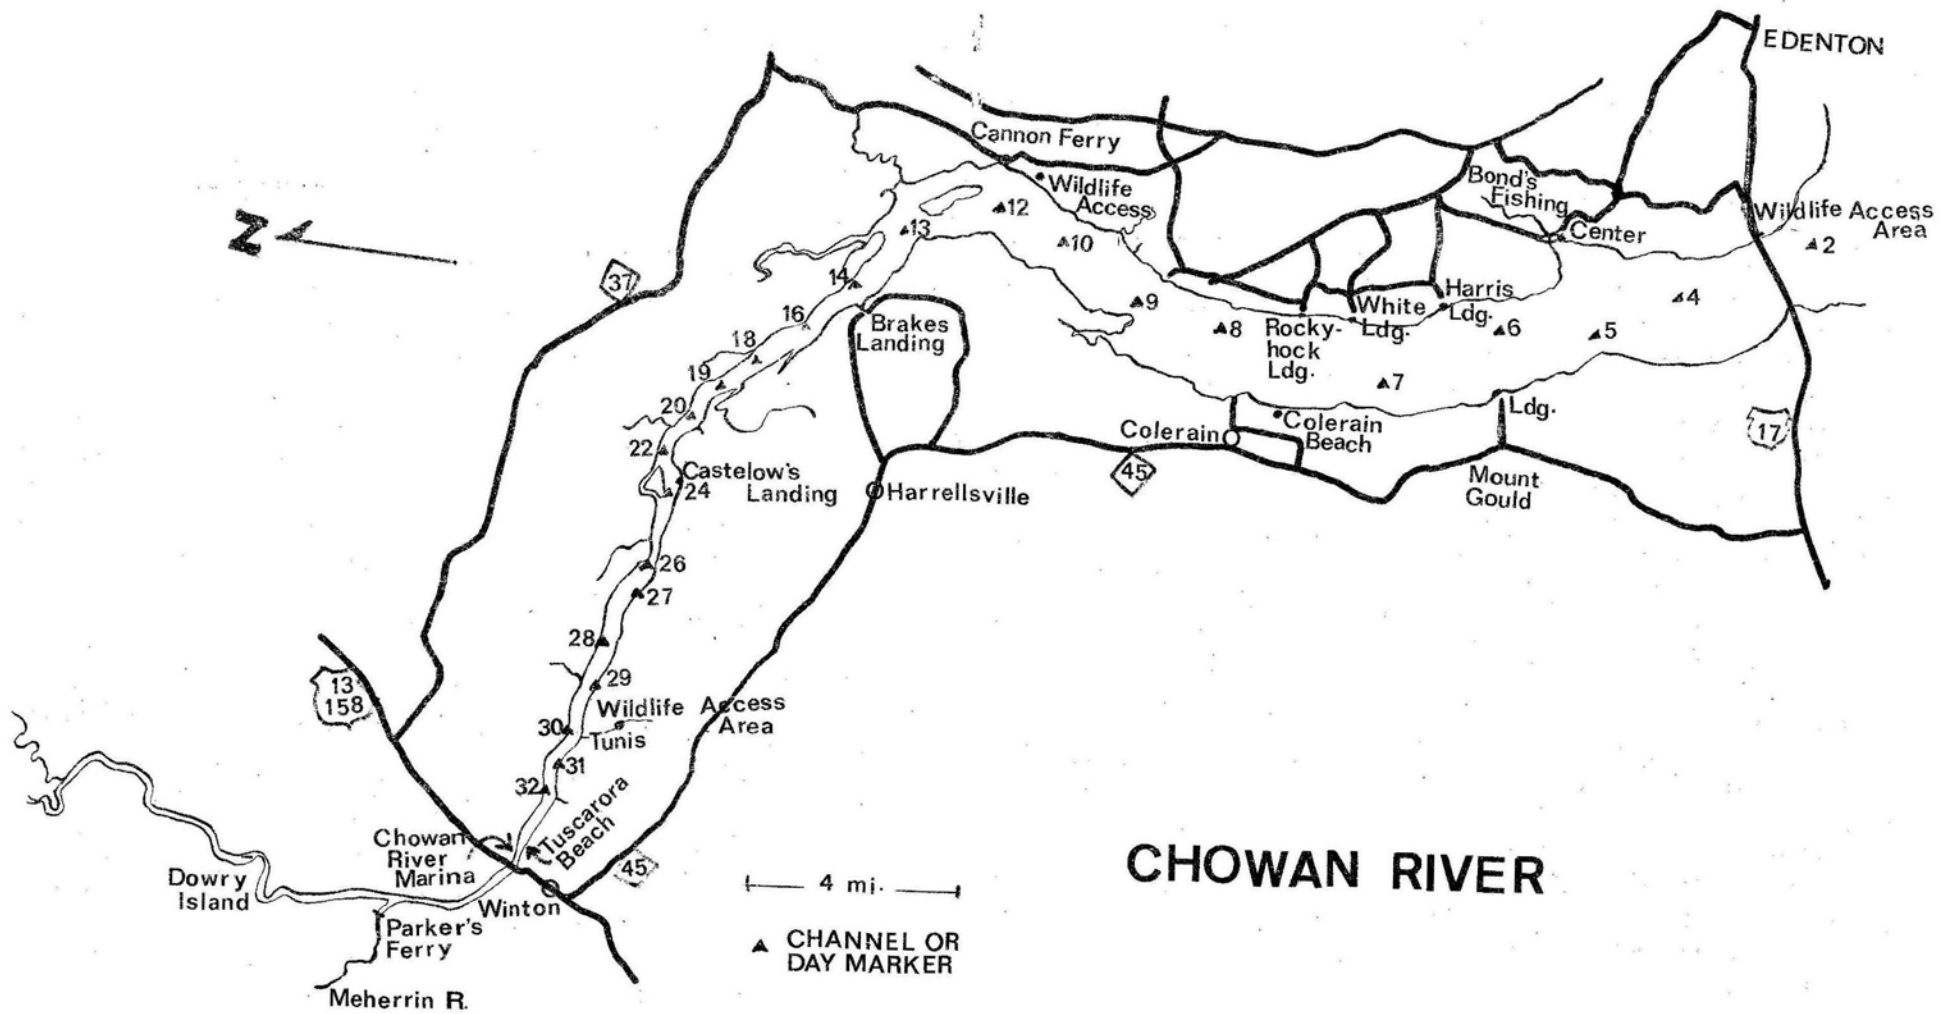 EDENTON
Cannon Ferry
Wildlife
Access
Bond's
Fishing
Center
Wildlife Access
Area
2
4
5
6
7
8
9
10
12
13
14
16
18
19
20
22
24
26
27
28
29
30
31
32
N
37
Brakes
Landing
Rocky-
hock
Ldg.
White
Ldg.
Harris
Ldg.
Ldg.
17
Colerain
Colerain
Beach
45
Mount
Gould
Castelow's
Landing
Harrellsville
13
158
Wildlife Access
Area
Tunis
Tuscarora
Beach
Chowan
River
Marina
45
Dowry
Island
Winton
Parker's
Ferry
Meherrin R.
4 mi.
CHANNEL OR
DAY MARKER
CHOWAN RIVER